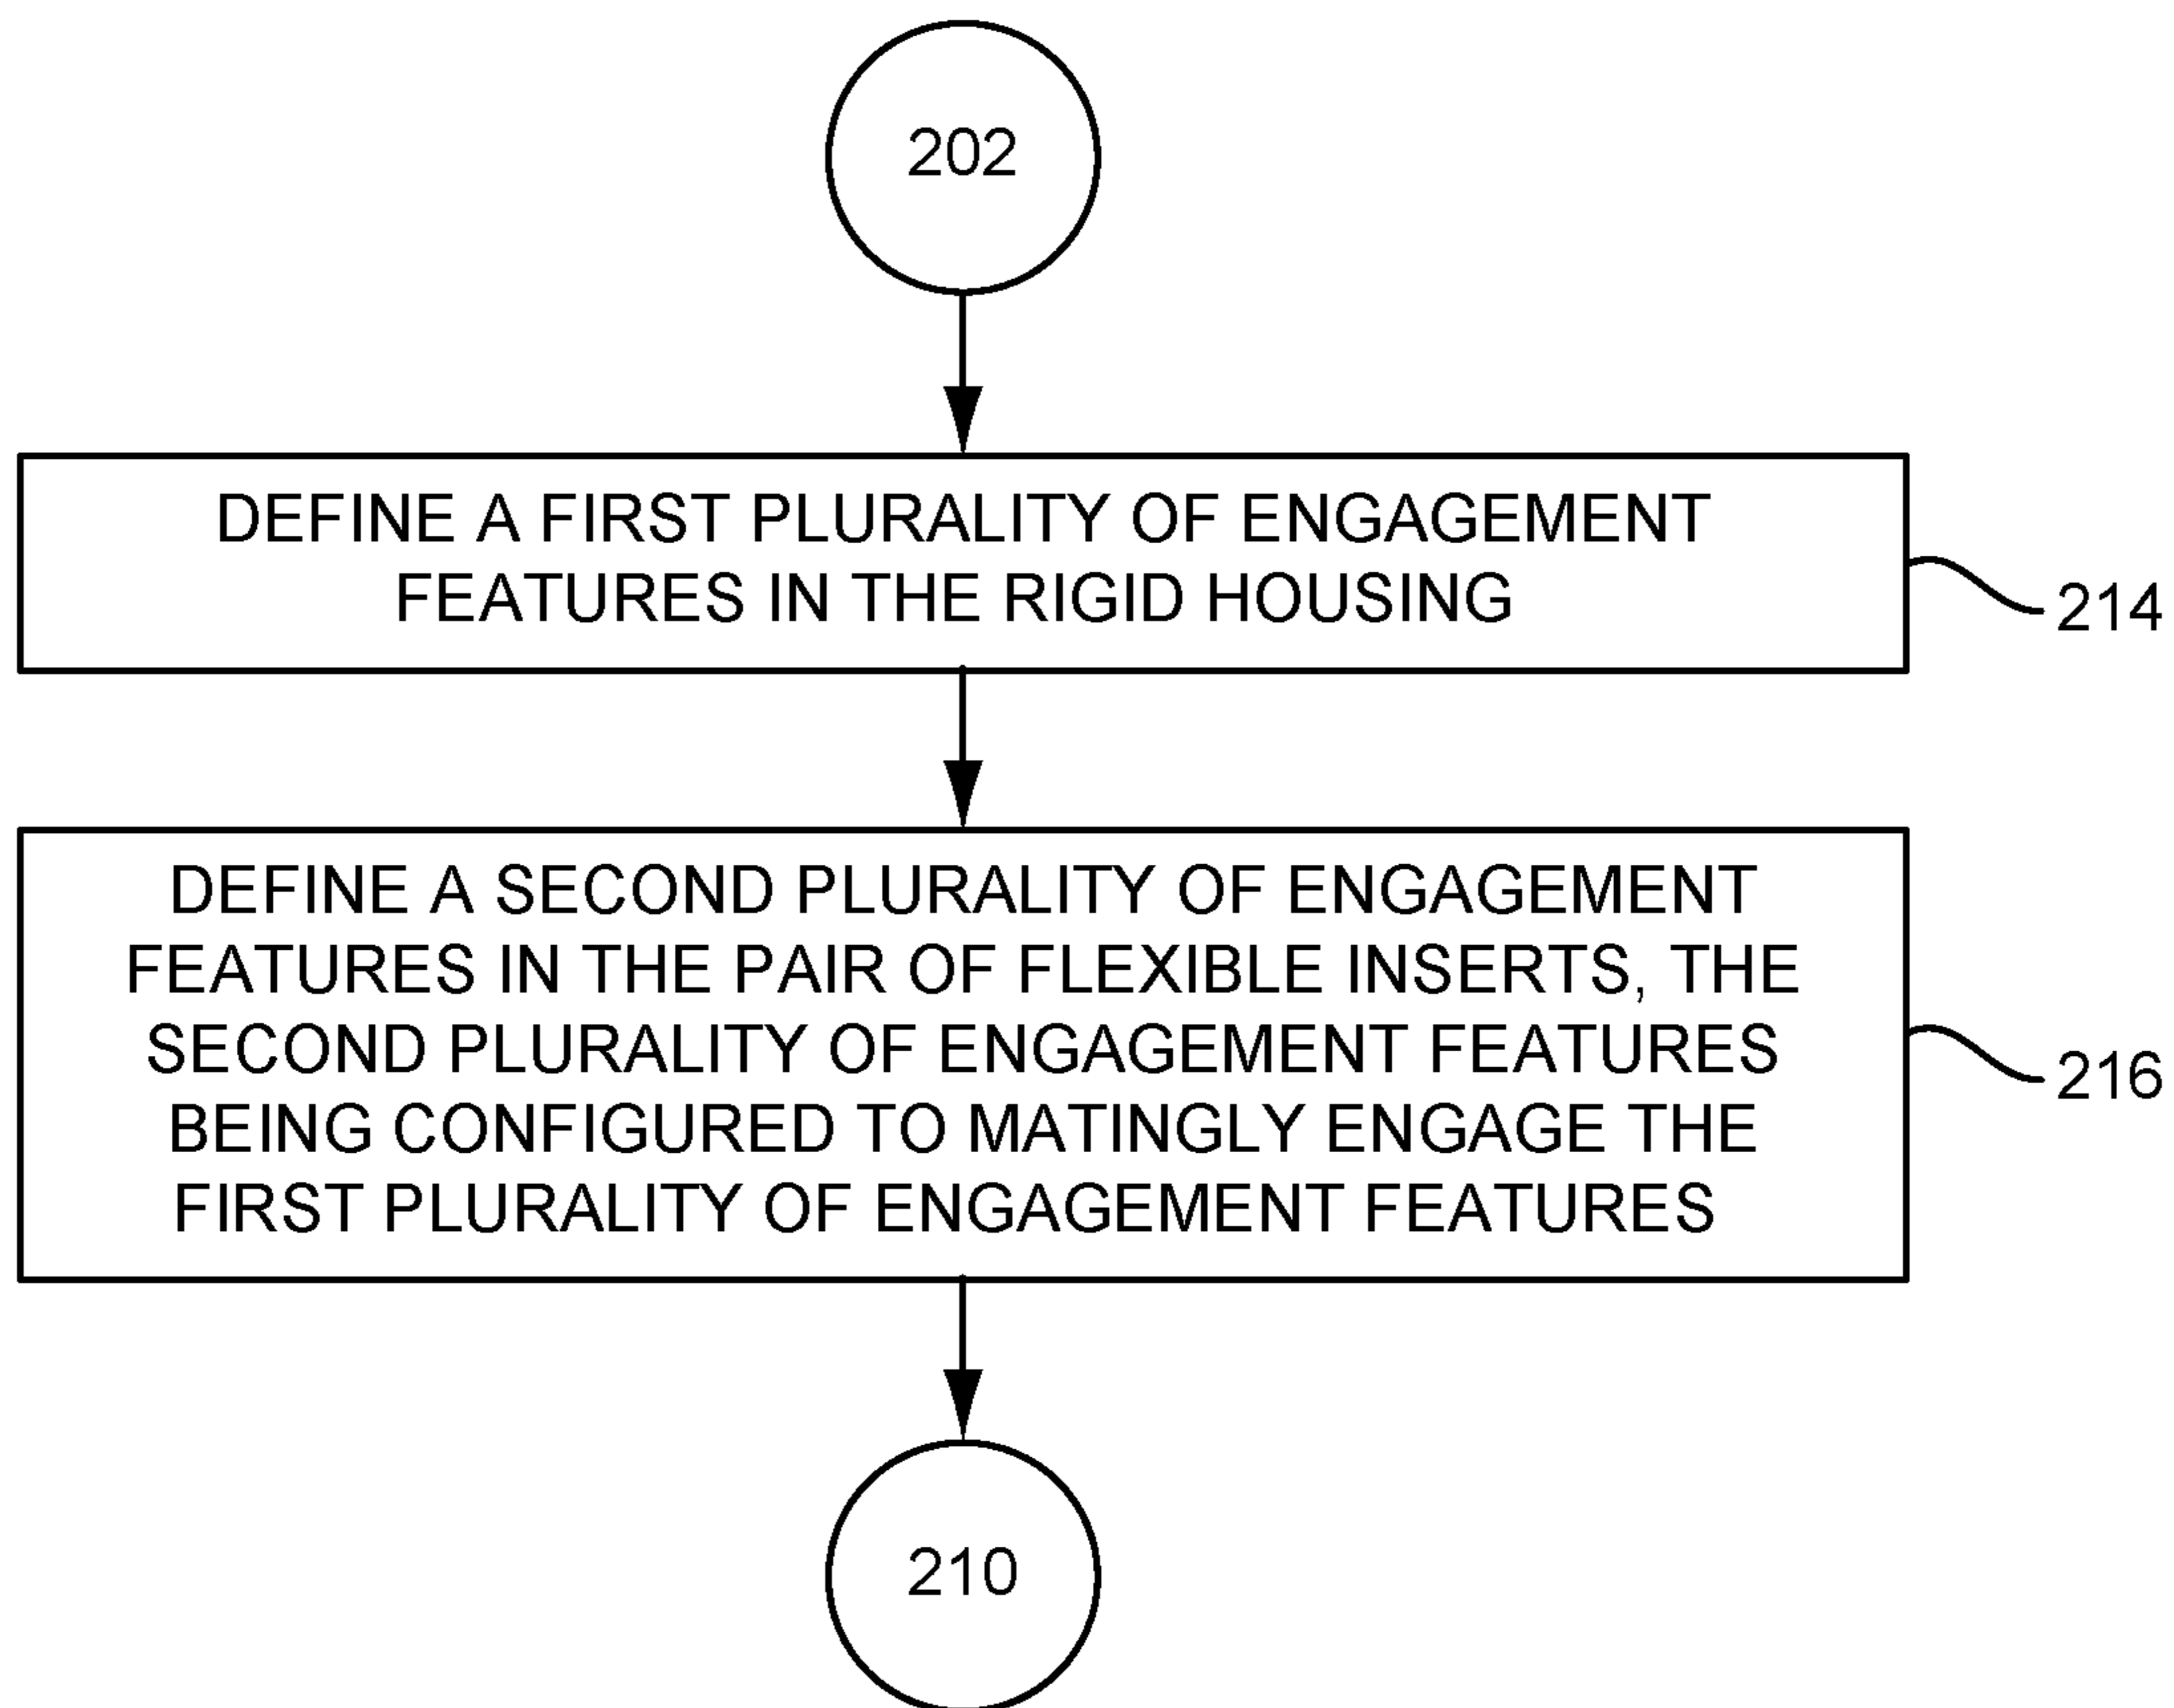 202
DEFINE A FIRST PLURALITY OF ENGAGEMENT
FEATURES IN THE RIGID HOUSING
214
DEFINE A SECOND PLURALITY OF ENGAGEMENT
FEATURES IN THE PAIR OF FLEXIBLE INSERTS, THE
SECOND PLURALITY OF ENGAGEMENT FEATURES
BEING CONFIGURED TO MATINGLY ENGAGE THE
FIRST PLURALITY OF ENGAGEMENT FEATURES
216
210